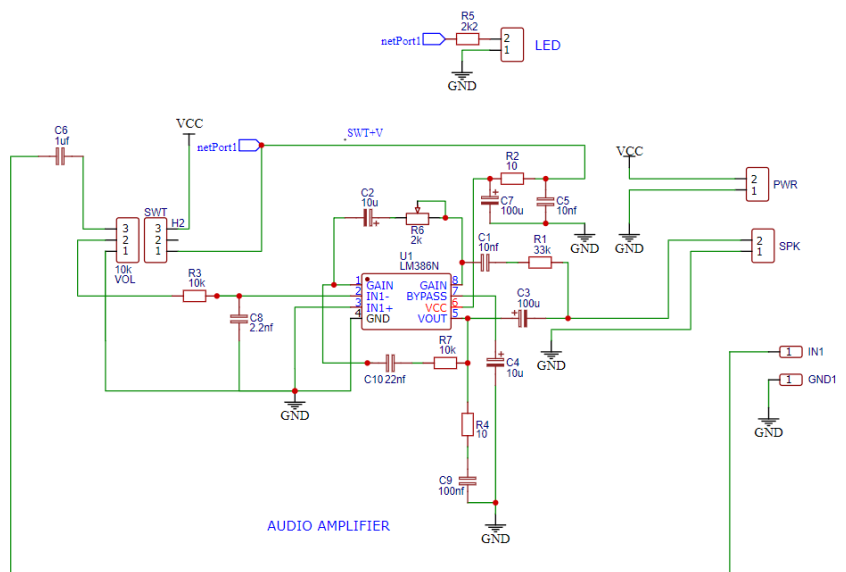 R5
2k2
netPort1
2
1
LED
GND
C6
1uf
VCC
netPort1
SWT+V
R2
10
VCC
C7
100u
C5
10nf
2
1
PWR
GND
GND
C2
10u
R6
2k
SWT
H2
3
2
1
3
2
1
10k
VOL
U1
LM386N
C1
10nf
R1
33k
2
1
SPK
R3
10k
1
GAIN
GAIN
8
2
IN1-
BYPASS
7
3
IN1+
VCC
6
4
GND
VOUT
5
C3
100u
C8
2.2nf
R7
10k
C10
22nf
C4
10u
GND
1
IN1
1
GND1
GND
GND
R4
10
C9
100nf
AUDIO AMPLIFIER
GND